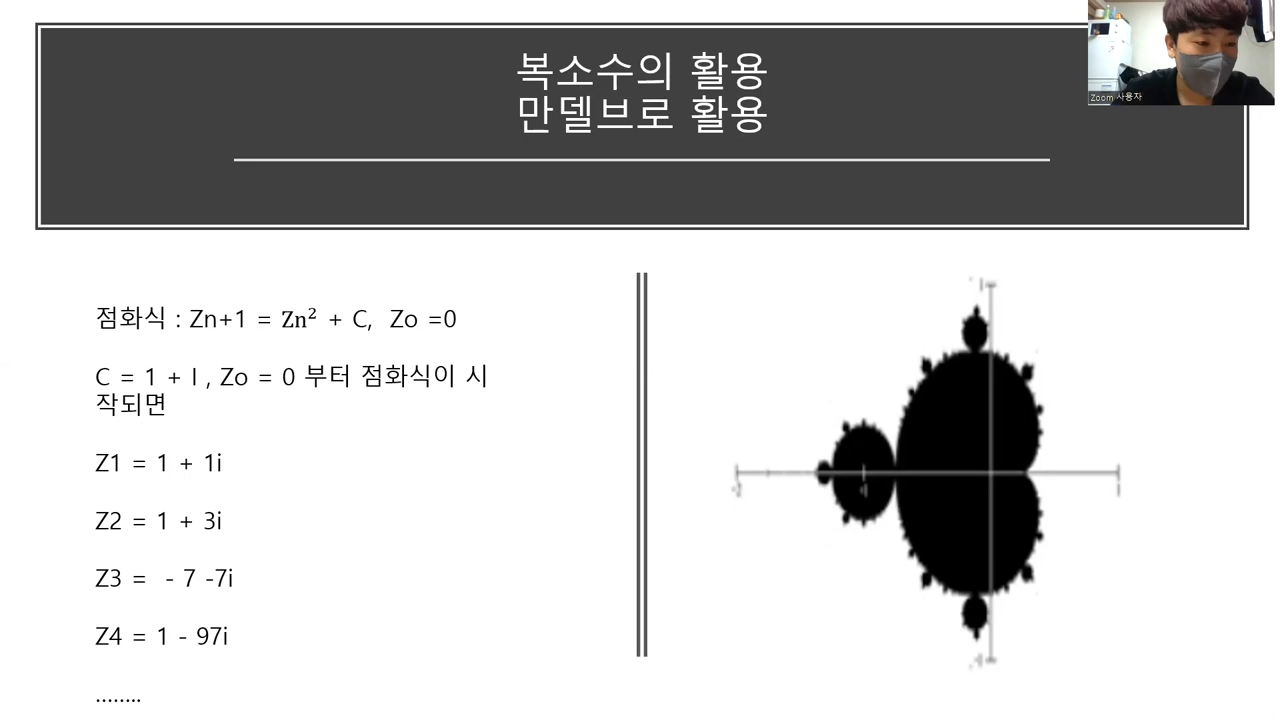 복소수의 활용
만델브로 활용
Zoom 사용자
점화식 : Zn+1 = Zn² + C, Zo =0
C = 1 + I , Zo = 0 부터 점화식이 시
작되면
Z1 = 1 + 1i
Z2 = 1 + 3i
Z3 = - 7 -7i
Z4 = 1 - 97i
........